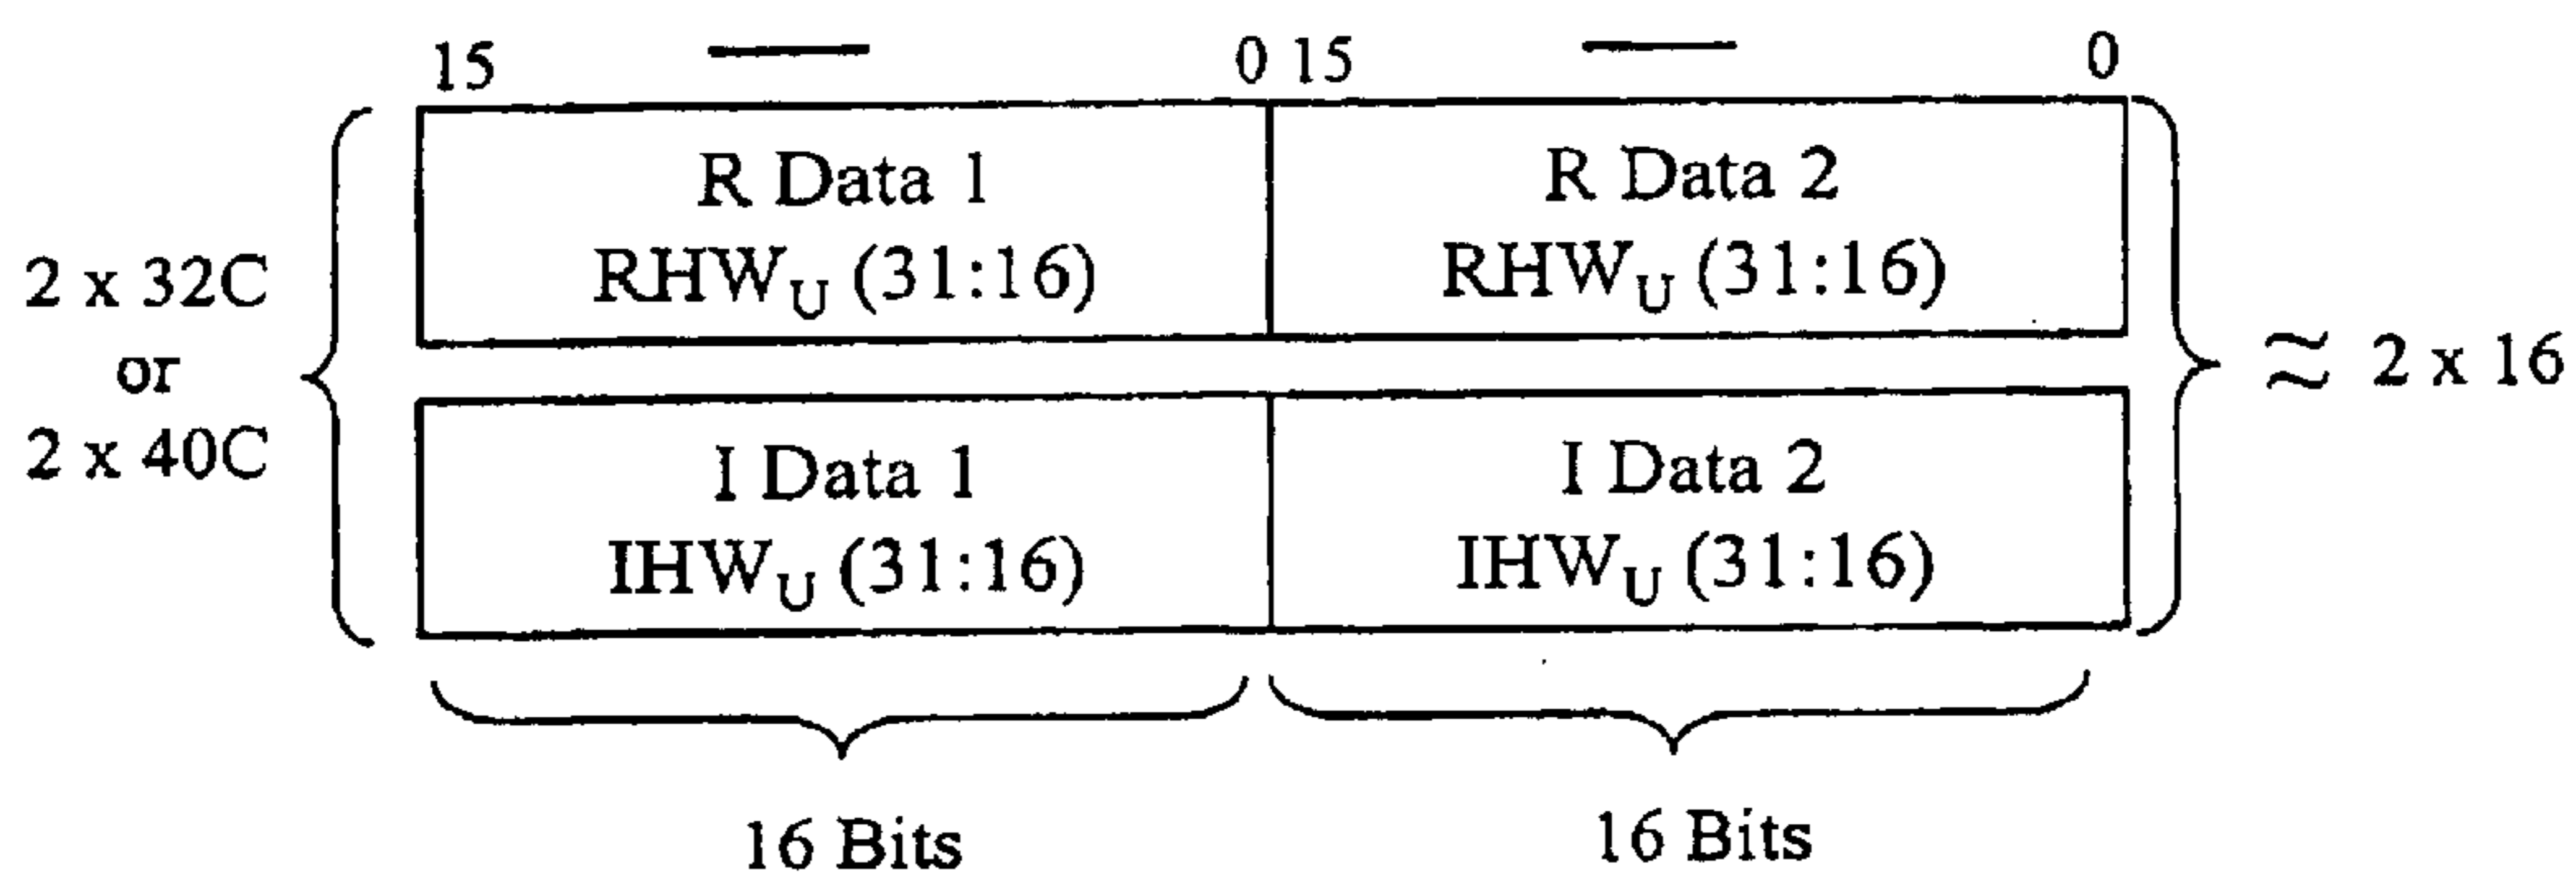 15 — 0 15 — 0
R Data 1 R Data 2
RHWU (31:16) RHWU (31:16)
2 x 32C
or
2 x 40C
≈ 2 x 16
I Data 1 I Data 2
IHWU (31:16) IHWU (31:16)
16 Bits 16 Bits